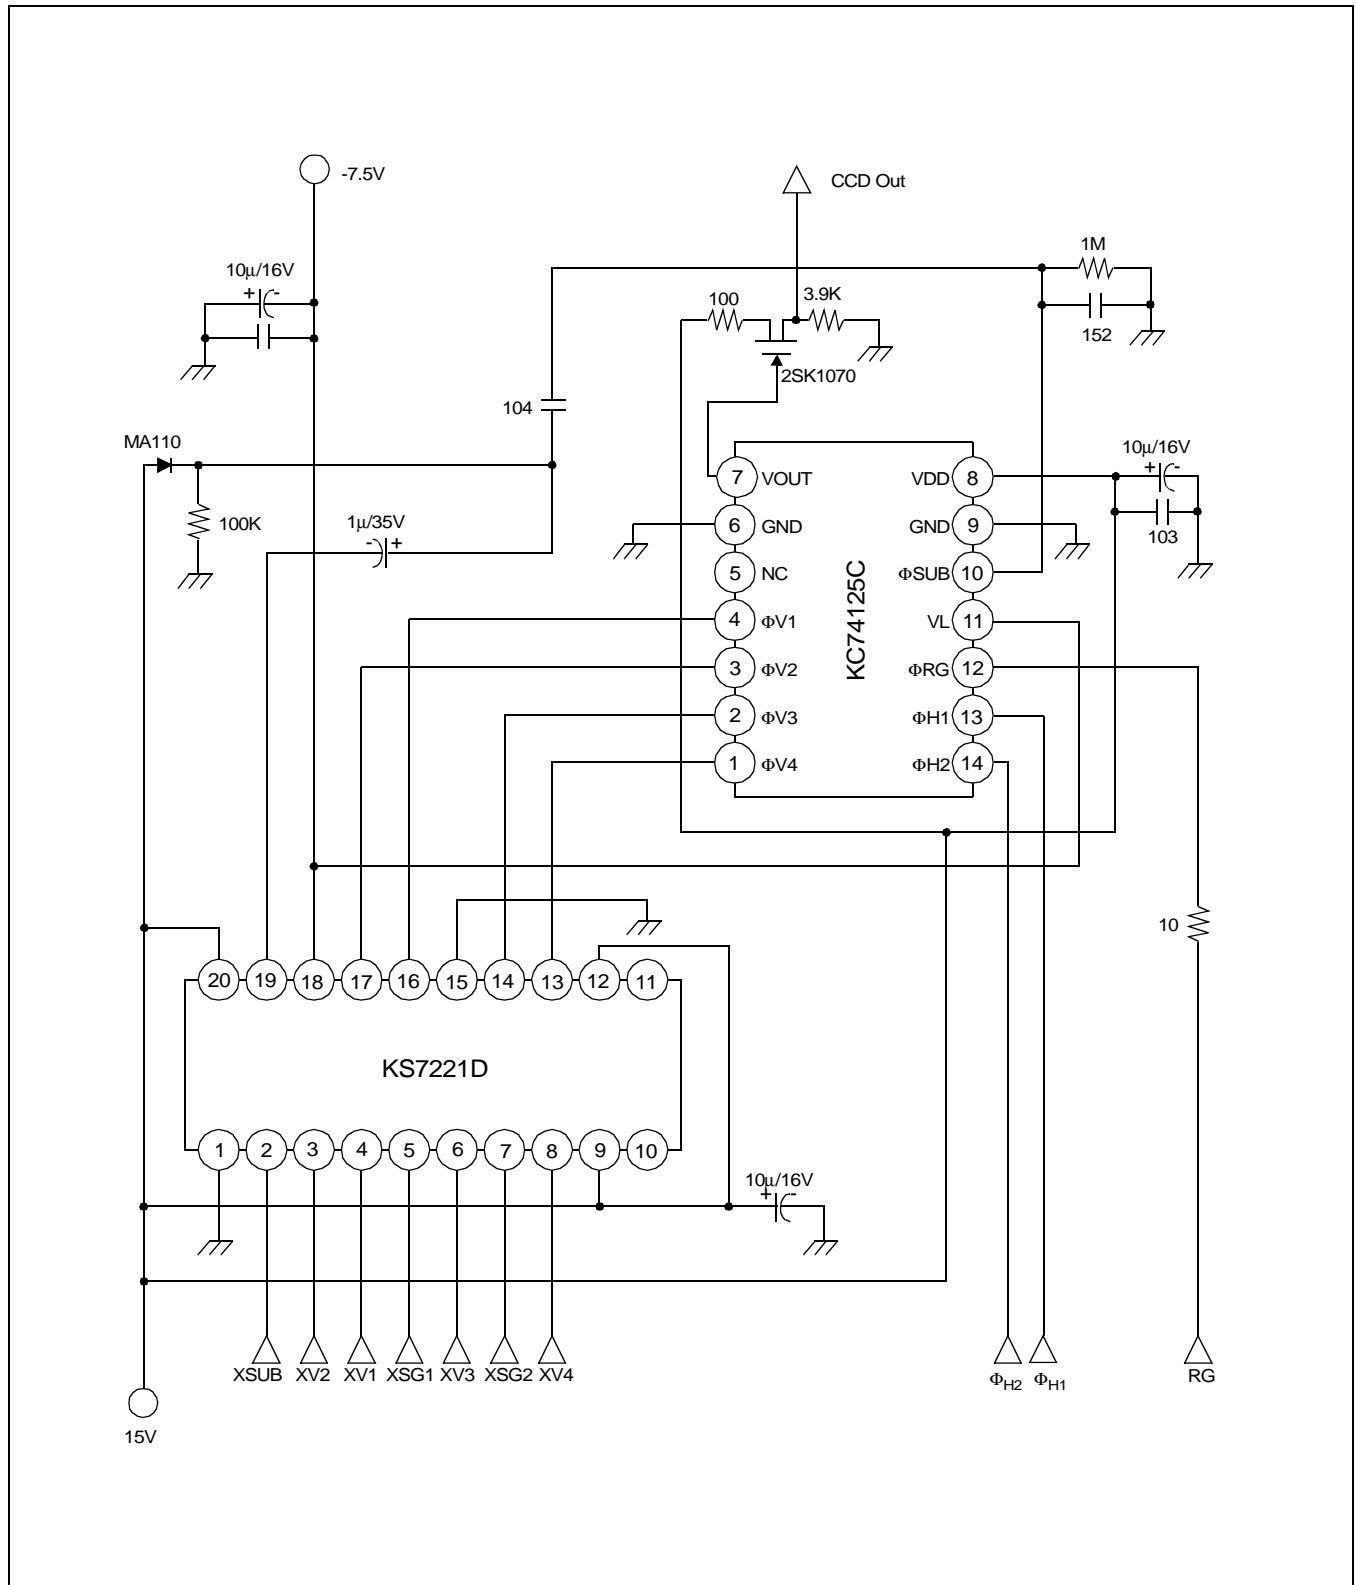 -7.5V
CCD Out
10µ/16V
+ -
1M
100
3.9K
152
2SK1070
104
MA110
10µ/16V
+ -
7 VOUT
VDD 8
100K
1µ/35V
- +
6 GND
GND 9
103
5 NC
ΦSUB 10
KC74125C
4 ΦV1
VL 11
3 ΦV2
ΦRG 12
2 ΦV3
ΦH1 13
1 ΦV4
ΦH2 14
10
20 19 18 17 16 15 14 13 12 11
KS7221D
1 2 3 4 5 6 7 8 9 10
10µ/16V
+ -
XSUB XV2 XV1 XSG1 XV3 XSG2 XV4
ΦH2 ΦH1
RG
15V